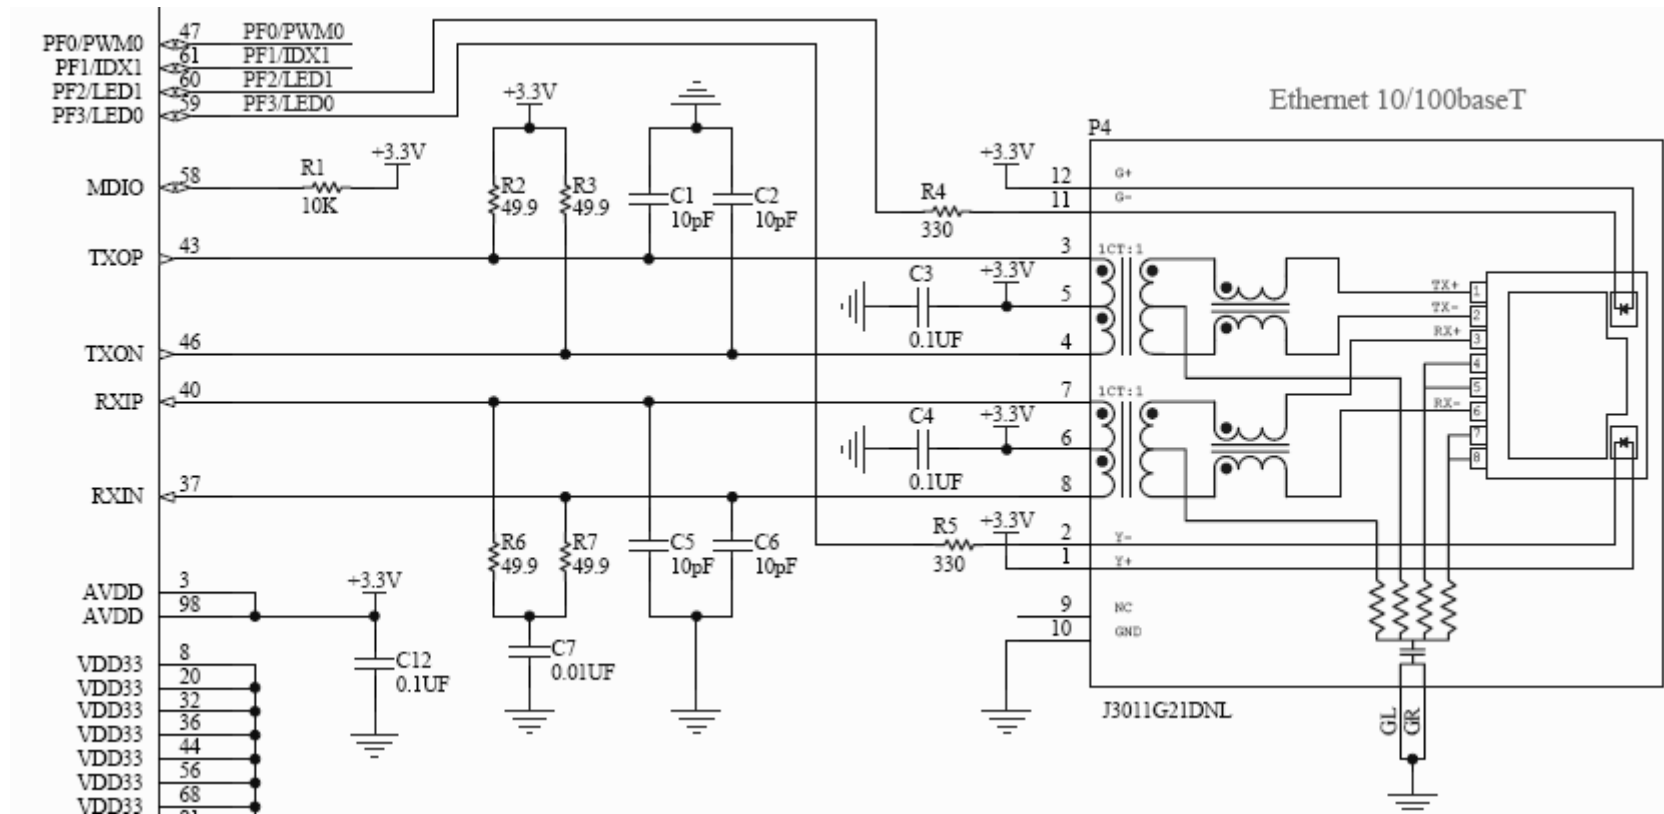 PF0/PWM0 47 PF0/PWM0
PF1/IDX1 61 PF1/IDX1
PF2/LED1 60 PF2/LED1
PF3/LED0 59 PF3/LED0
+3.3V
Ethernet 10/100baseT
P4
MDIO 58 R1 +3.3V
10K
R2
49.9
R3
49.9
C1
10pF
C2
10pF
+3.3V
12 G+
11 G-
R4
330
TXOP 43
3 1CT:1
C3 +3.3V
5
0.1UF
TXON 46
4
TX+ 1
TX- 2
RX+ 3
4
5
RX- 6
7
8
RXIP 40
7 1CT:1
C4 +3.3V
6
0.1UF
RXIN 37
8
R5 +3.3V
330
2 Y-
1 Y+
R6
49.9
R7
49.9
C5
10pF
C6
10pF
AVDD 3
AVDD 98
+3.3V
9 NC
10 GND
C12
0.1UF
C7
0.01UF
J3011G21DNL
GL
GR
VDD33 8
VDD33 20
VDD33 32
VDD33 36
VDD33 44
VDD33 56
VDD33 68